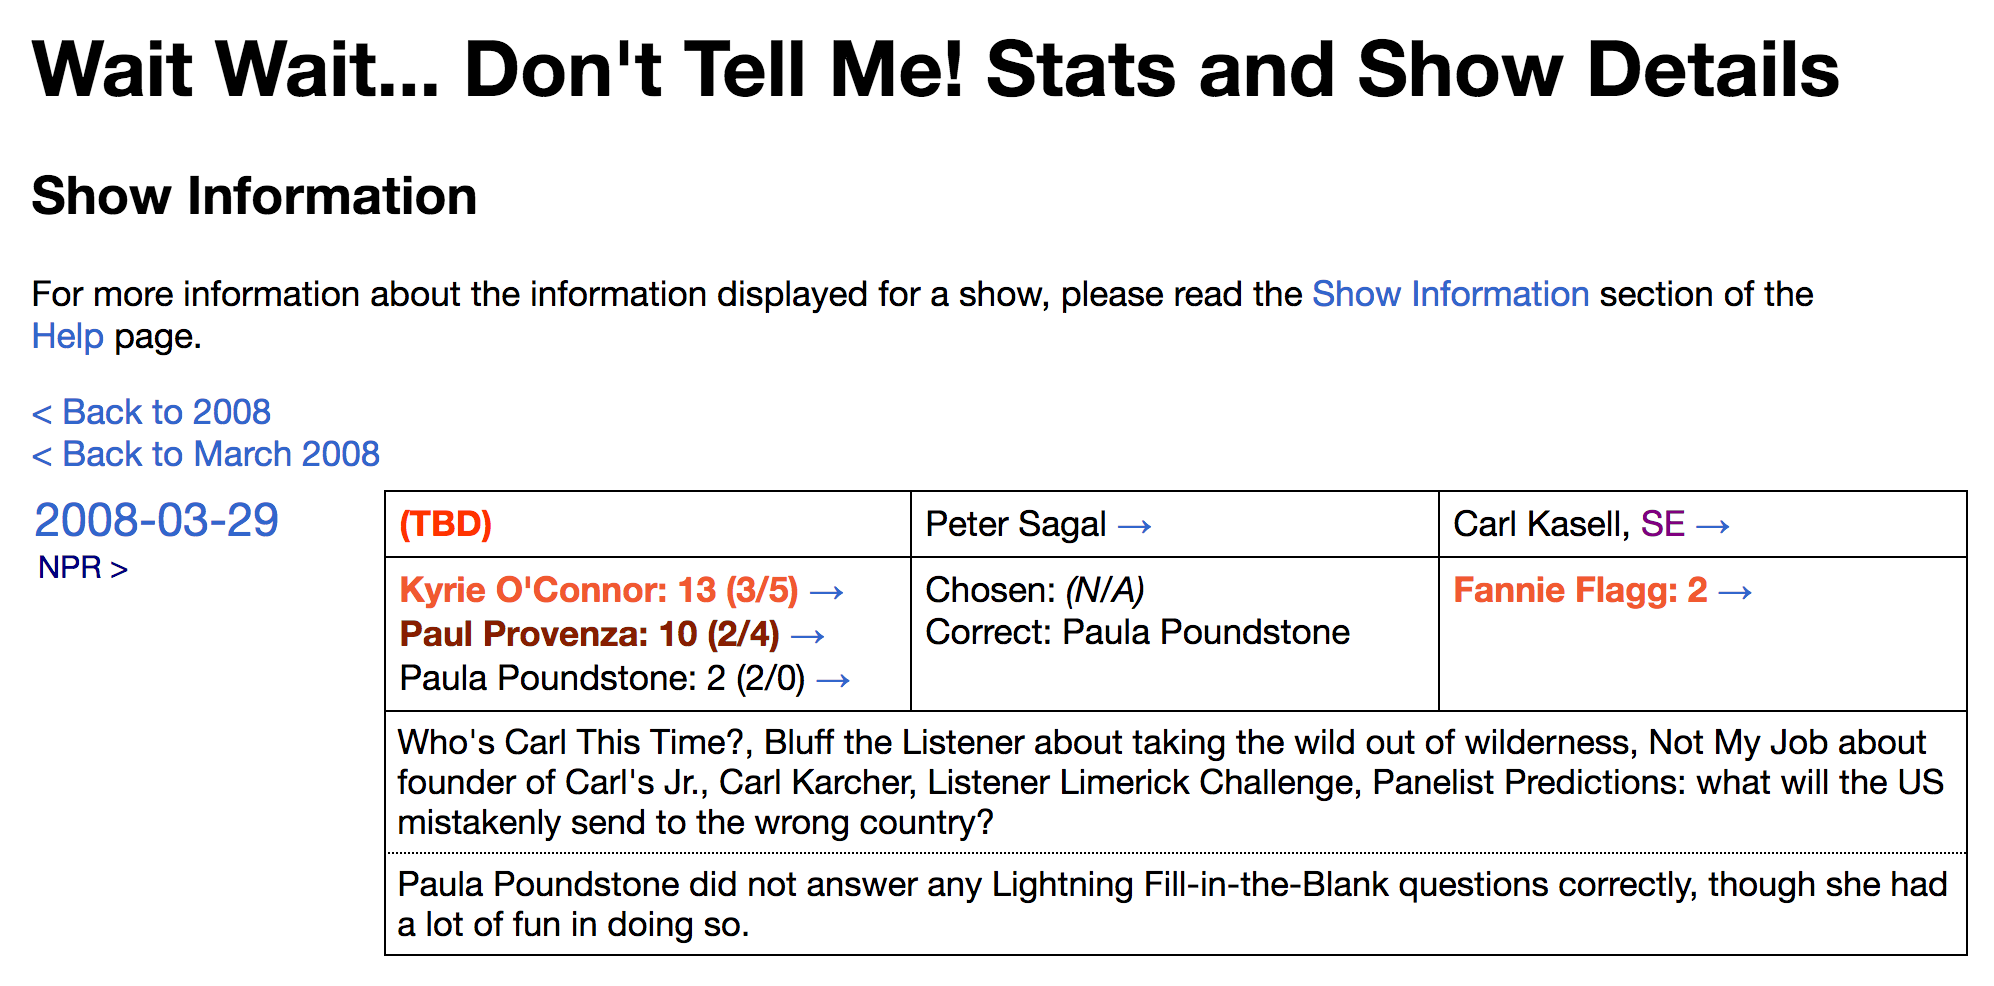 Wait Wait... Don't Tell Me! Stats and Show Details
Show Information
For more information about the information displayed for a show, please read the Show Information section of the
Help page.
< Back to 2008
< Back to March 2008
2008-03-29
NPR >
(TBD)
Peter Sagal →
Carl Kasell, SE →
Kyrie O'Connor: 13 (3/5) →
Paul Provenza: 10 (2/4) →
Paula Poundstone: 2 (2/0) →
Chosen: (N/A)
Correct: Paula Poundstone
Fannie Flagg: 2 →
Who's Carl This Time?, Bluff the Listener about taking the wild out of wilderness, Not My Job about
founder of Carl's Jr., Carl Karcher, Listener Limerick Challenge, Panelist Predictions: what will the US
mistakenly send to the wrong country?
Paula Poundstone did not answer any Lightning Fill-in-the-Blank questions correctly, though she had
a lot of fun in doing so.